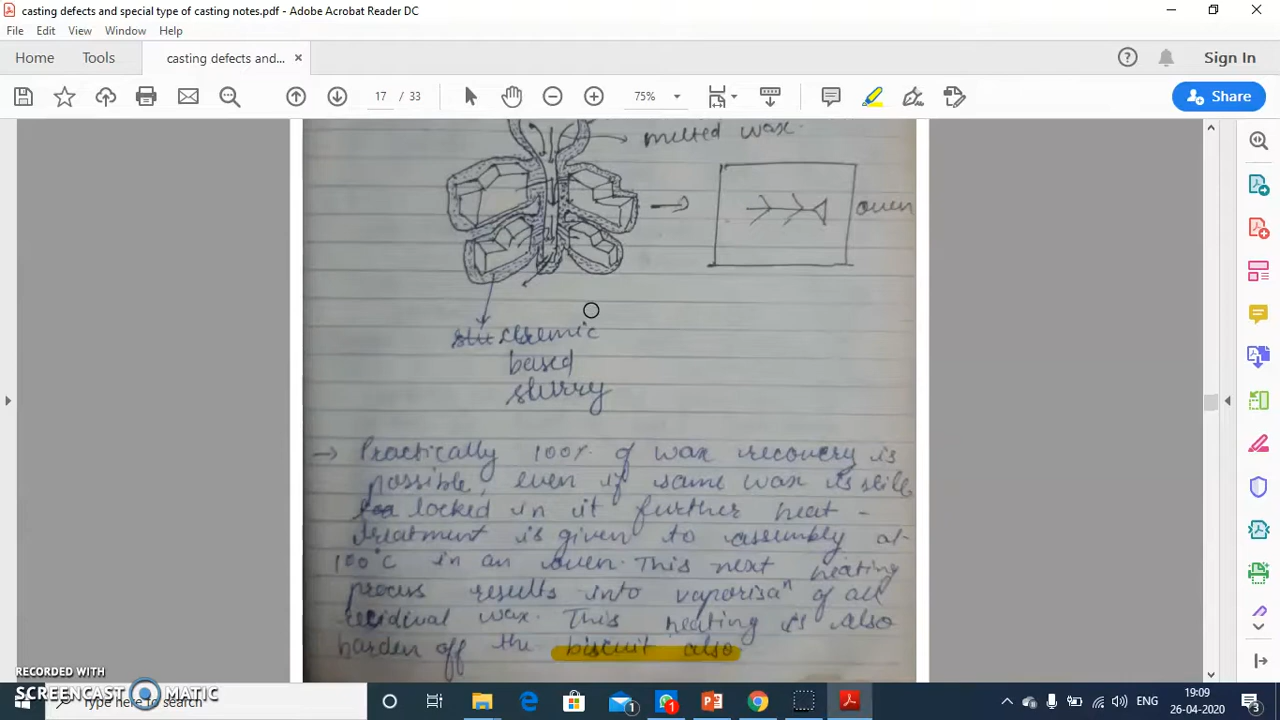 casting defects and special type of casting notes.pdf - Adobe Acrobat Reader DC
File Edit View Window Help
Home Tools casting defects and... × Sign In
17 / 33 75% Share
melted wax.
oven
ceremic
based
slurry
→ Practically 100% of wax recovery is
possible, even if some wax is still
locked in it further heat -
treatment is given to assembly at
100°C in an oven. This next heating
process results into vaporisaⁿ of all
residual wax. This heating is also
harden off the biscuit also
RECORDED WITH
SCREENCAST MATIC
Type here to search
1
1
ENG
19:09
26-04-2020
3